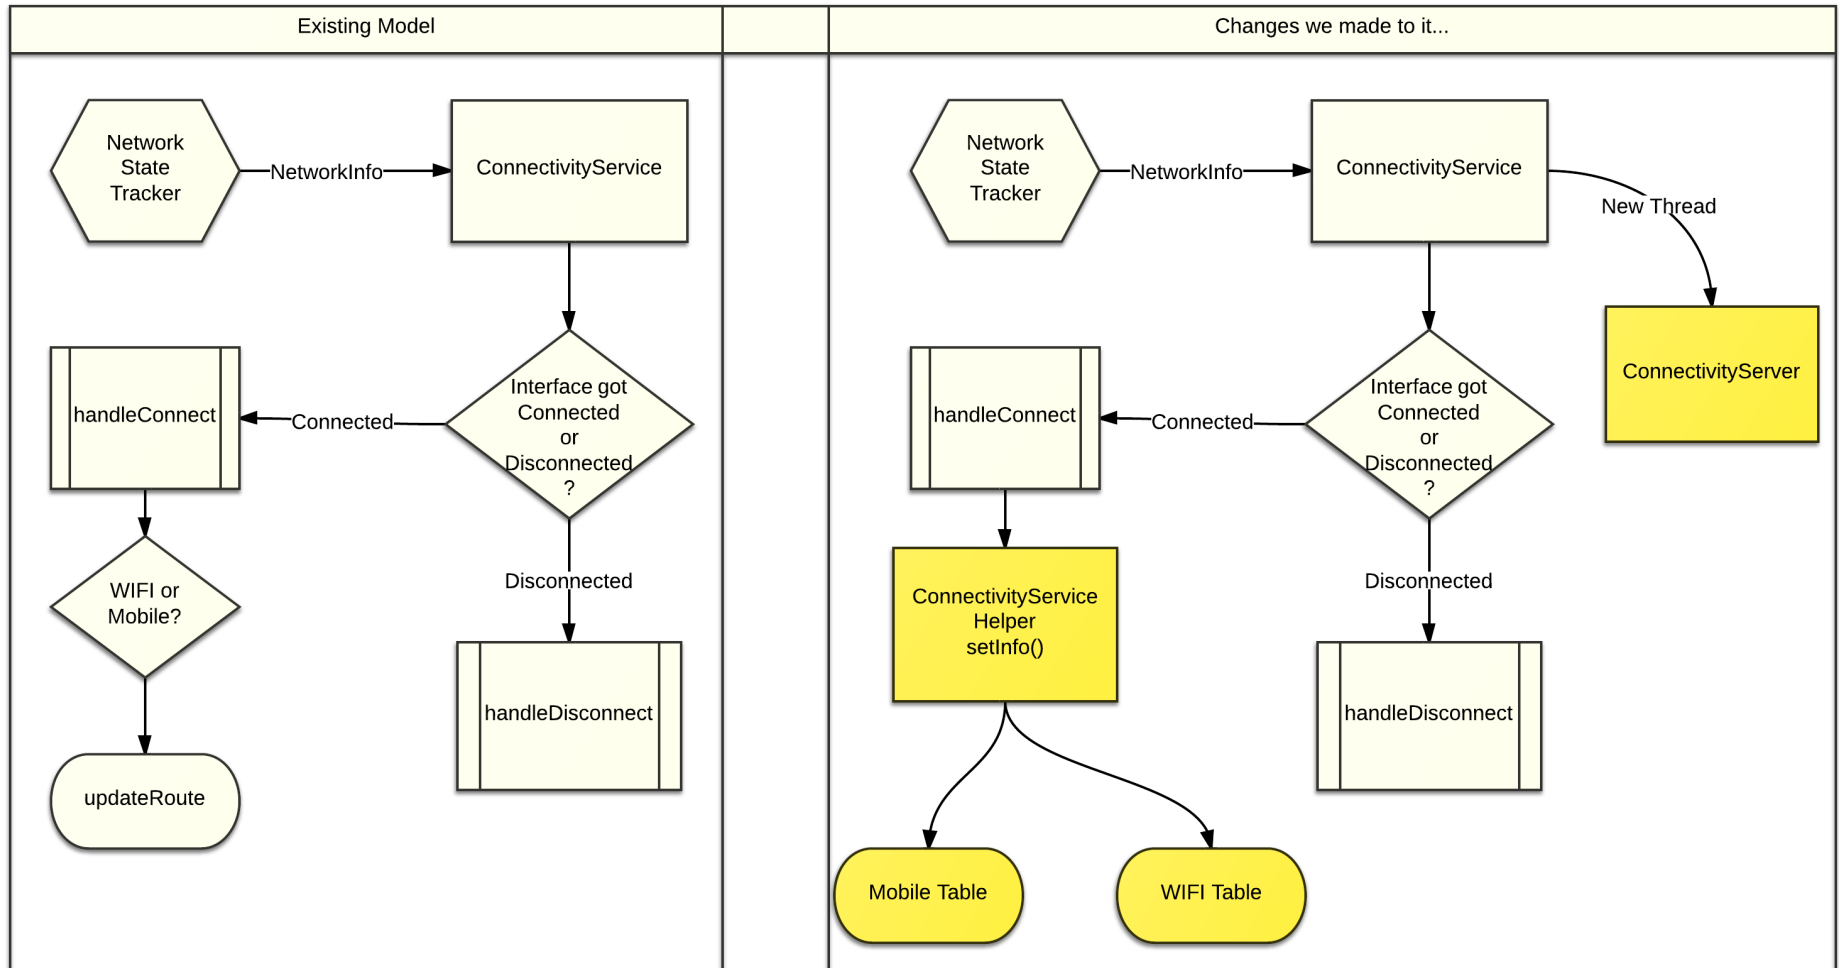 Existing Model
Changes we made to it...
Network
State
Tracker
NetworkInfo
ConnectivityService
Interface got
Connected
or
Disconnected
?
Connected
handleConnect
WIFI or
Mobile?
updateRoute
Disconnected
handleDisconnect
Network
State
Tracker
NetworkInfo
ConnectivityService
New Thread
ConnectivityServer
Interface got
Connected
or
Disconnected
?
Connected
handleConnect
ConnectivityService
Helper
setInfo()
Disconnected
handleDisconnect
Mobile Table
WIFI Table